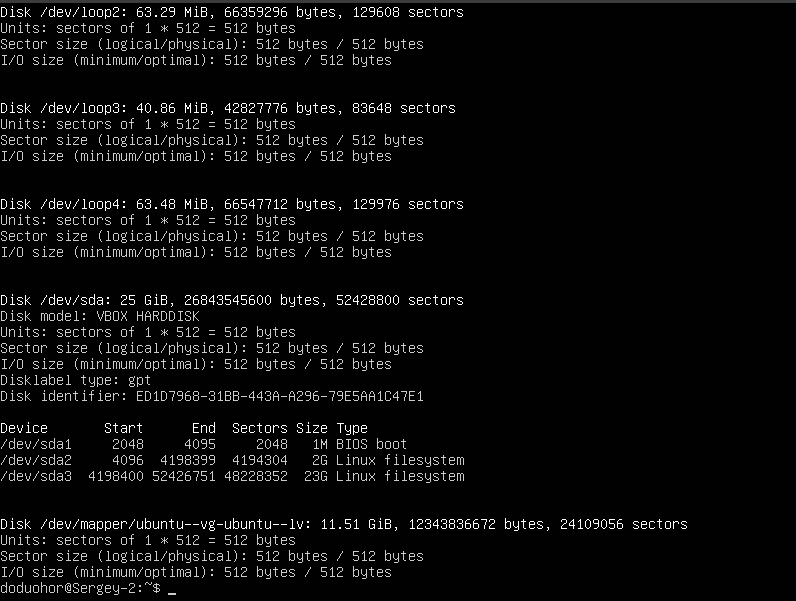 Disk /dev/loop2: 63.29 MiB, 66359296 bytes, 129608 sectors
Units: sectors of 1 * 512 = 512 bytes
Sector size (logical/physical): 512 bytes / 512 bytes
I/O size (minimum/optimal): 512 bytes / 512 bytes
Disk /dev/loop3: 40.86 MiB, 42827776 bytes, 83648 sectors
Units: sectors of 1 * 512 = 512 bytes
Sector size (logical/physical): 512 bytes / 512 bytes
I/O size (minimum/optimal): 512 bytes / 512 bytes
Disk /dev/loop4: 63.48 MiB, 66547712 bytes, 129976 sectors
Units: sectors of 1 * 512 = 512 bytes
Sector size (logical/physical): 512 bytes / 512 bytes
I/O size (minimum/optimal): 512 bytes / 512 bytes
Disk /dev/sda: 25 GiB, 26843545600 bytes, 52428800 sectors
Disk model: VBOX HARDDISK
Units: sectors of 1 * 512 = 512 bytes
Sector size (logical/physical): 512 bytes / 512 bytes
I/O size (minimum/optimal): 512 bytes / 512 bytes
Disklabel type: gpt
Disk identifier: ED1D7968-31BB-443A-A296-79E5AA1C47E1
Device       Start      End  Sectors Size Type
/dev/sda1     2048     4095     2048   1M BIOS boot
/dev/sda2     4096  4198399  4194304   2G Linux filesystem
/dev/sda3  4198400 52426751 48228352  23G Linux filesystem
Disk /dev/mapper/ubuntu--vg-ubuntu--lv: 11.51 GiB, 12343836672 bytes, 24109056 sectors
Units: sectors of 1 * 512 = 512 bytes
Sector size (logical/physical): 512 bytes / 512 bytes
I/O size (minimum/optimal): 512 bytes / 512 bytes
doduohor@Sergey-2:~$ _